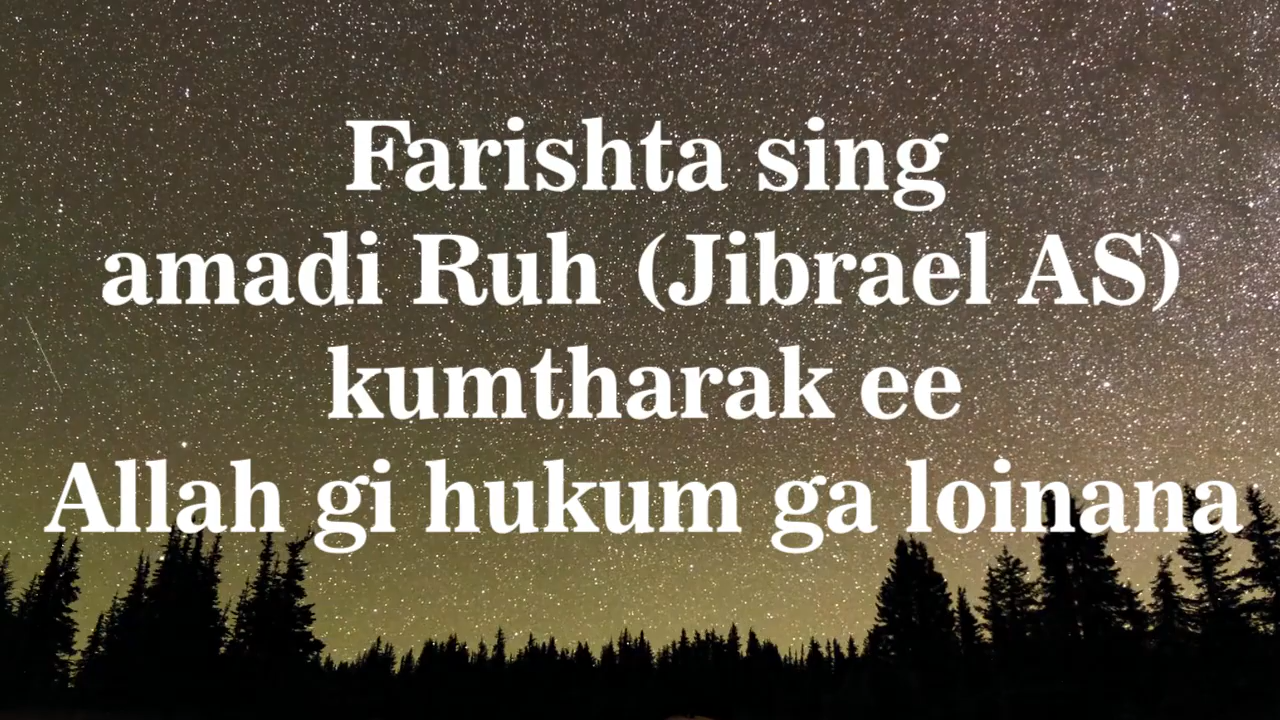 Farishta sing
amadi Ruh (Jibrael AS)
kumtharak ee
Allah gi hukum ga loinana